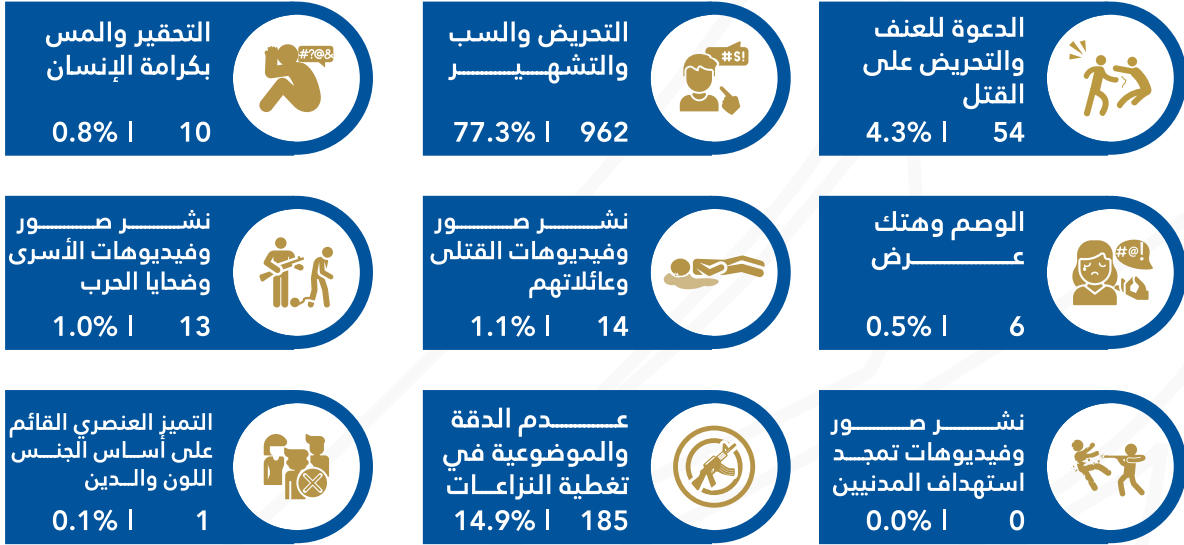 الدعوة للعنف
والتحريض على
القتل
54 | 4.3%
#$!
التحريض والسب
والتشهير
962 | 77.3%
#?@&
التحقير والمس
بكرامة الإنسان
10 | 0.8%
#@!
الوصم وهتك
عرض
6 | 0.5%
نشر صور
وفيديوهات القتلى
وعائلاتهم
14 | 1.1%
نشر صور
وفيديوهات الأسرى
وضحايا الحرب
13 | 1.0%
نشر صور
وفيديوهات تمجد
استهداف المدنيين
0 | 0.0%
عدم الدقة
والموضوعية في
تغطية النزاعات
185 | 14.9%
التميز العنصري القائم
على أساس الجنس
اللون والدين
1 | 0.1%